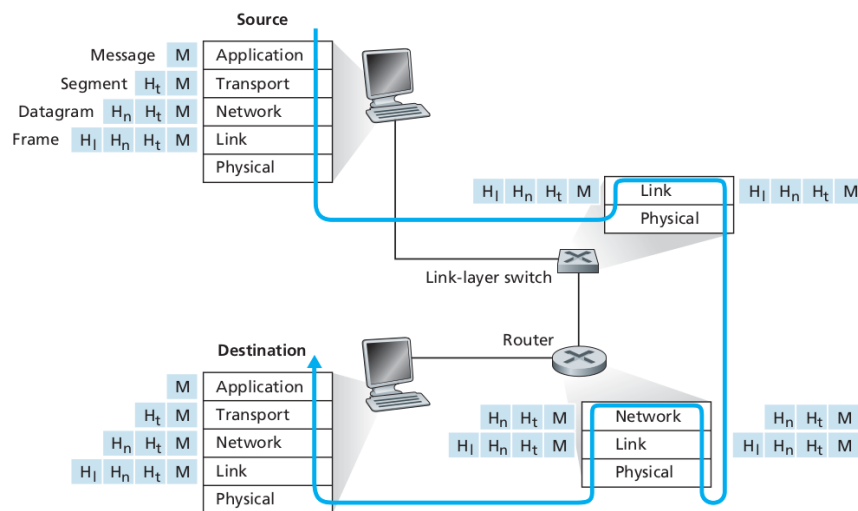 Source
Message M Application
Segment Ht M Transport
Datagram Hn Ht M Network
Frame Hl Hn Ht M Link
Physical
Hl Hn Ht M Link Hl Hn Ht M
Physical
Link-layer switch
Router
Destination
M Application
Ht M Transport
Hn Ht M Network
Hl Hn Ht M Link
Physical
Hn Ht M Network Hn Ht M
Hl Hn Ht M Link Hl Hn Ht M
Physical